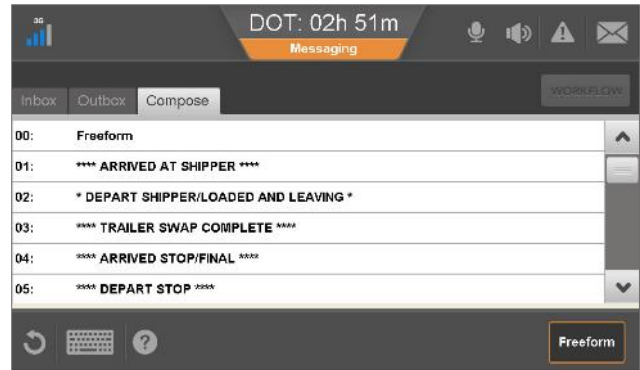 3G
DOT: 02h 51m
Messaging
Inbox Outbox Compose
WORKFLOW
00: Freeform
01: **** ARRIVED AT SHIPPER ****
02: * DEPART SHIPPER/LOADED AND LEAVING *
03: **** TRAILER SWAP COMPLETE ****
04: **** ARRIVED STOP/FINAL ****
05: **** DEPART STOP ****
Freeform